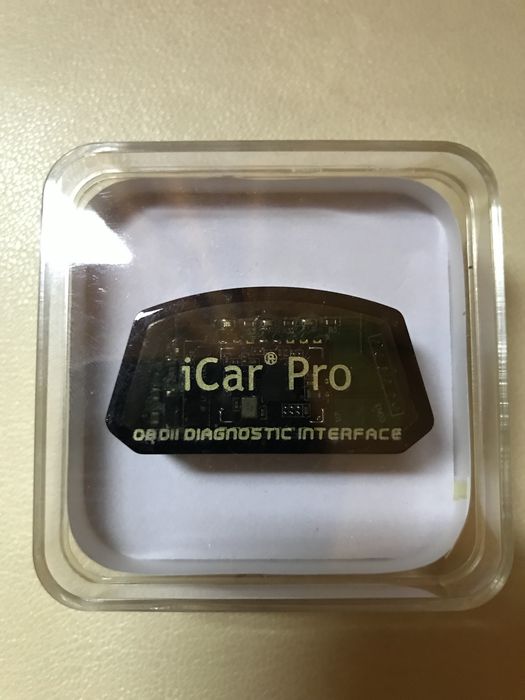 iCar® Pro
OBDII DIAGNOSTIC INTERFACE